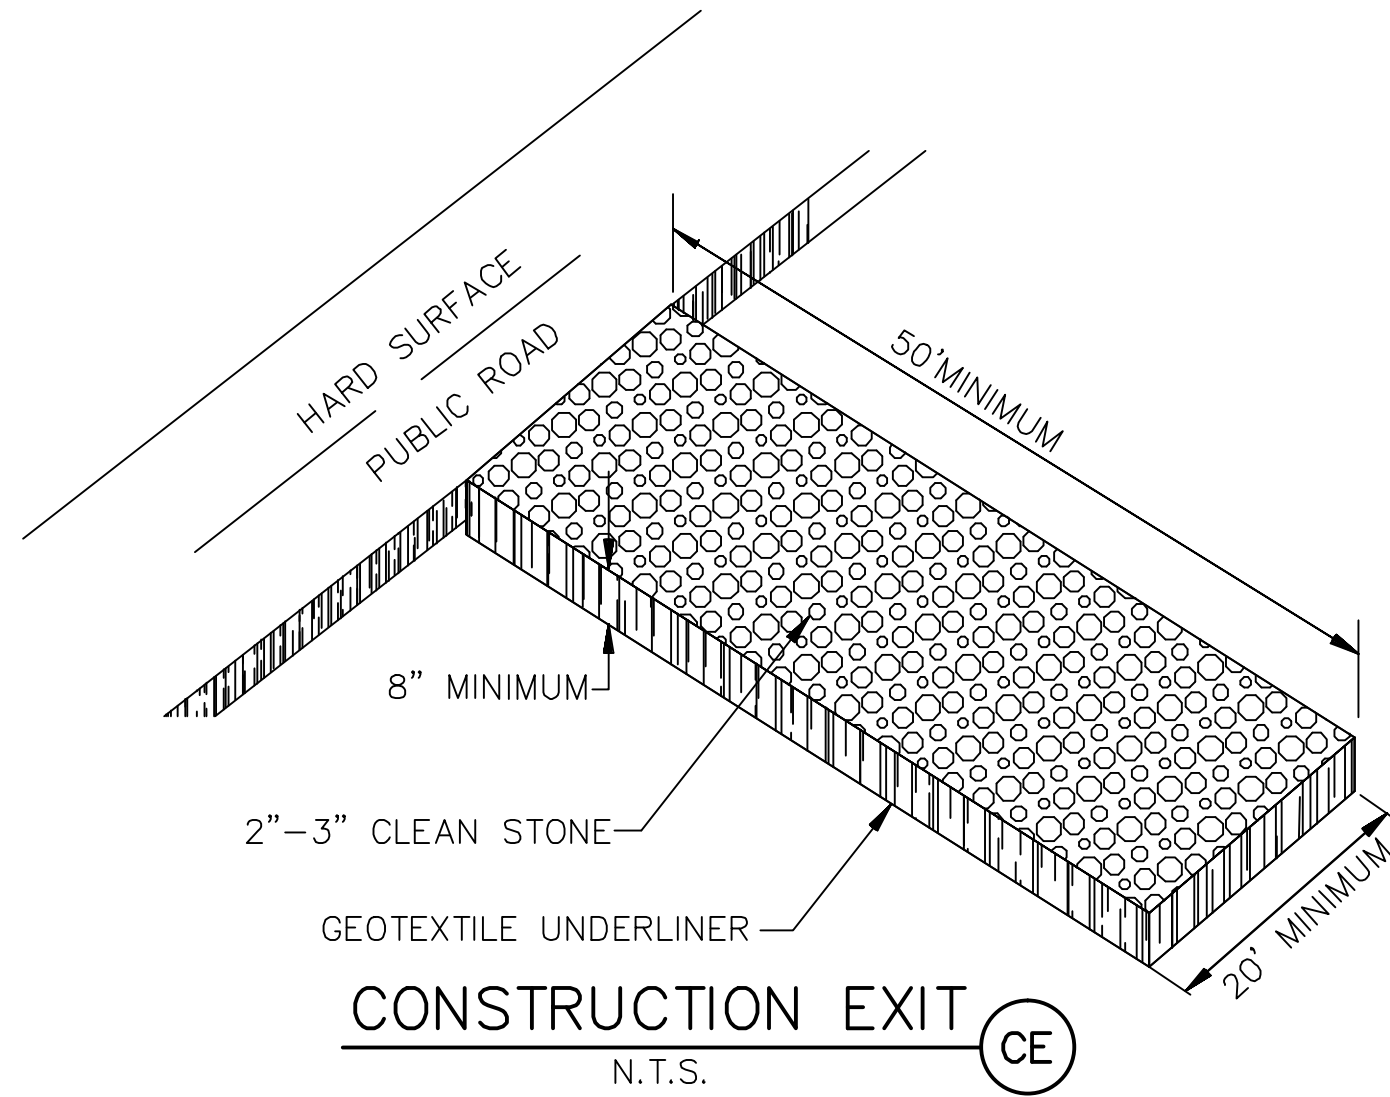 HARD SURFACE
PUBLIC ROAD
50'MINIMUM
8" MINIMUM
2"-3" CLEAN STONE
GEOTEXTILE UNDERLINER
20' MINIMUM
CONSTRUCTION EXIT
CE
N.T.S.